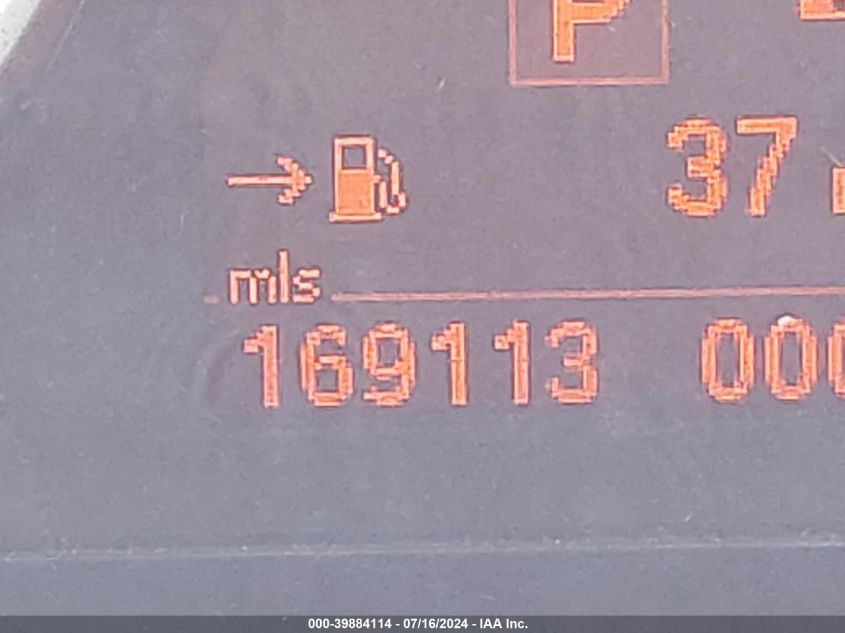 P
37
mls
169113 000
000-39884114 - 07/16/2024 - IAA Inc.